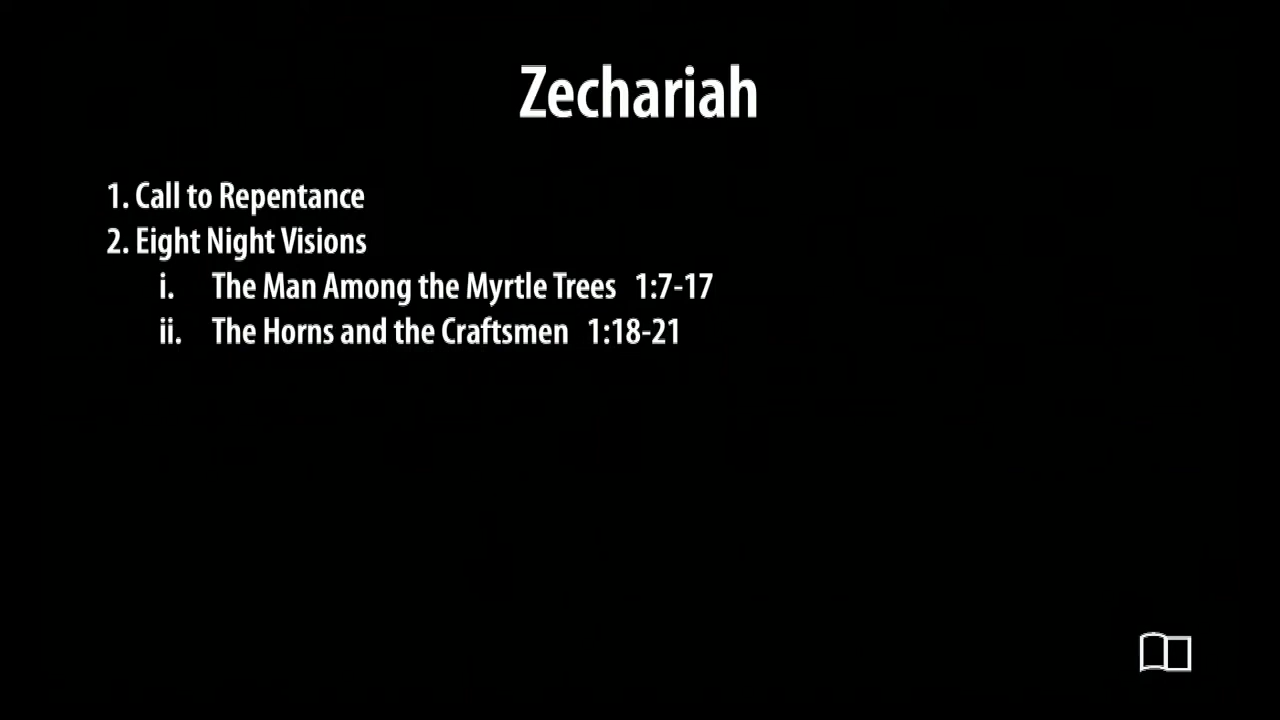 Zechariah
1. Call to Repentance
2. Eight Night Visions
i. The Man Among the Myrtle Trees 1:7-17
ii. The Horns and the Craftsmen 1:18-21